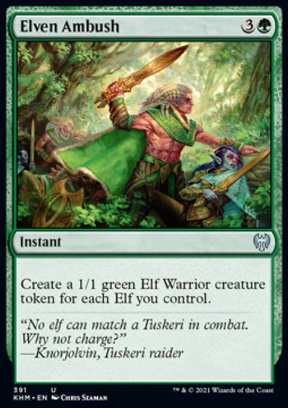 Elven Ambush 3
Instant
Create a 1/1 green Elf Warrior creature
token for each Elf you control.
"No elf can match a Tuskeri in combat.
Why not charge?"
—Knorjolvin, Tuskeri raider
391 U
KHM • EN Chris Seaman
™ & © 2021 Wizards of the Coast